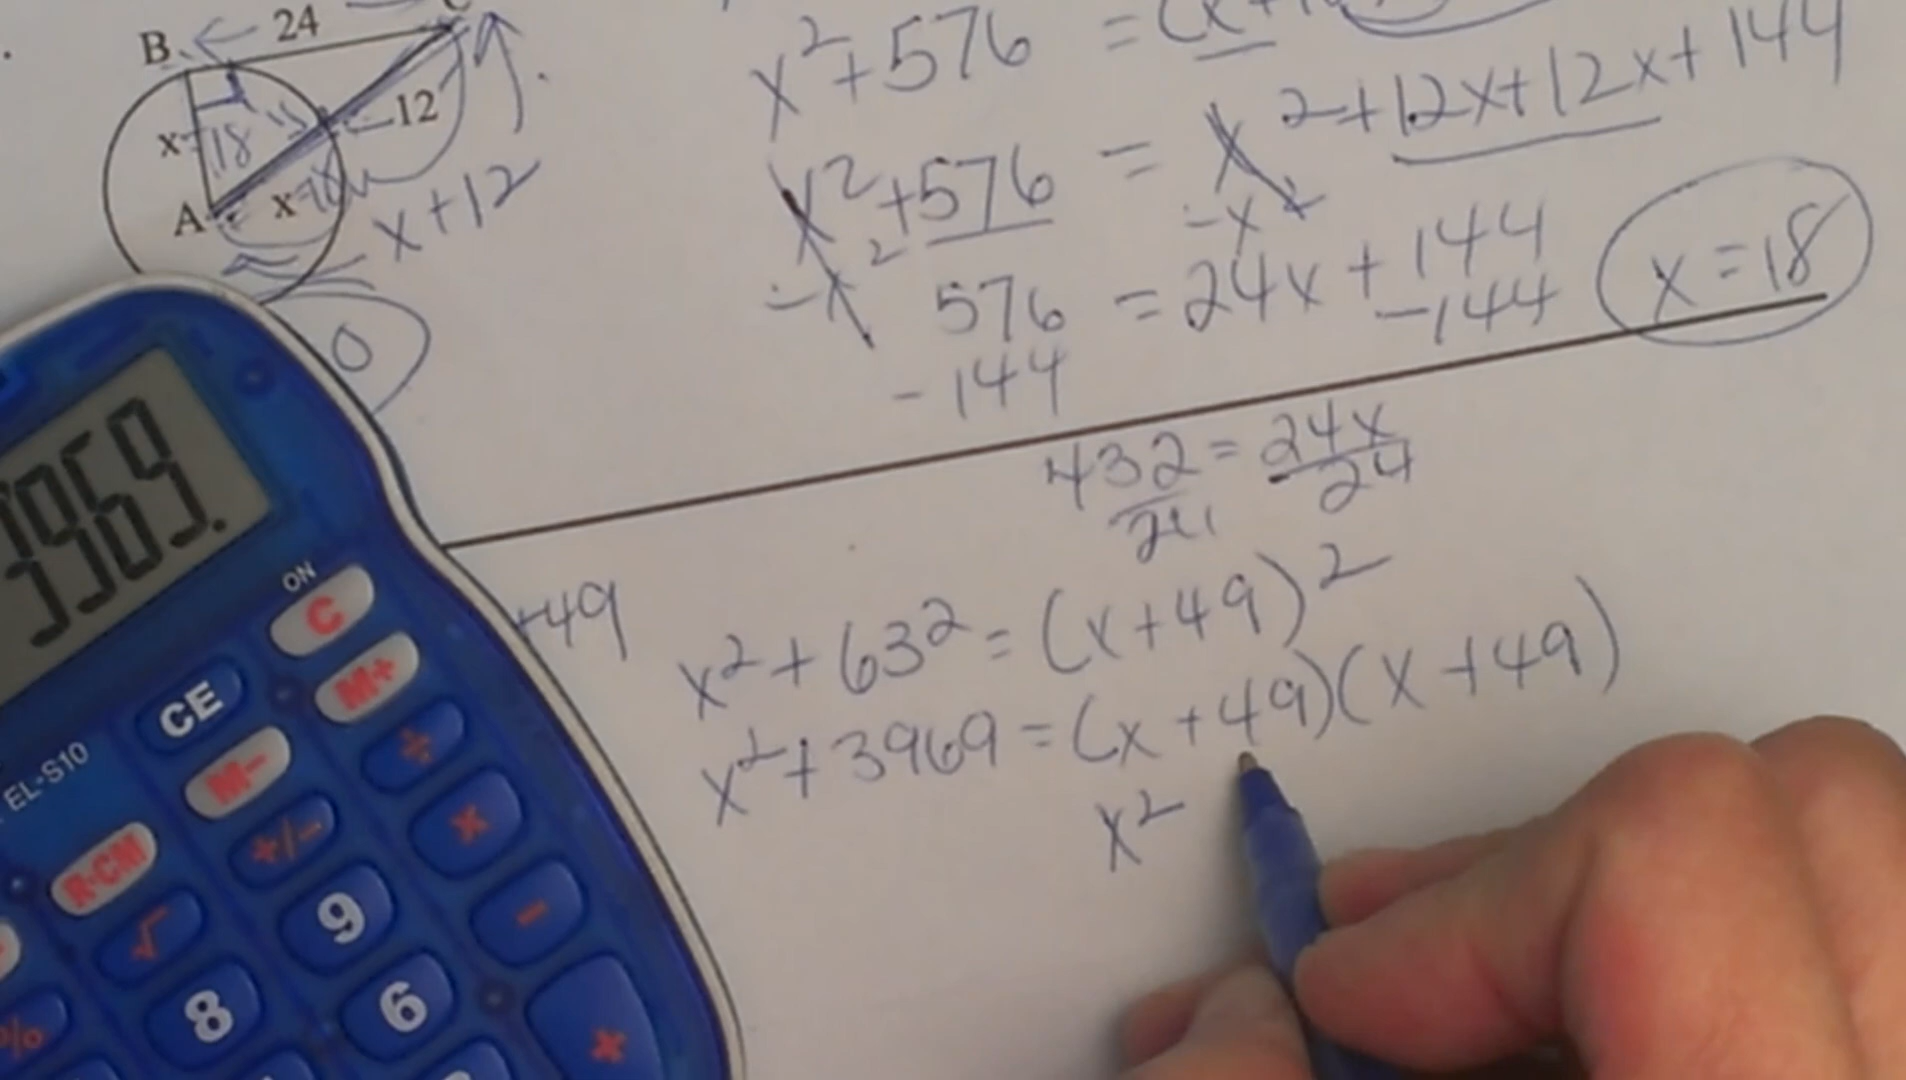 B 24 C
x 18 12
A x 18 x+12
x²+576 =(x+
x²+576 = x²+12x+12x+144
-x² -x²
576 = 24x+144
-144 -144
x=18
432 = 24x
24 24
+49
x²+63²=(x+49)²
x²+3969=(x+49)(x+49)
x²
3969.
EL-S10
ON
C
CE M+
M- ÷
R·CM +/- ×
√ 9 -
% 8 6 +